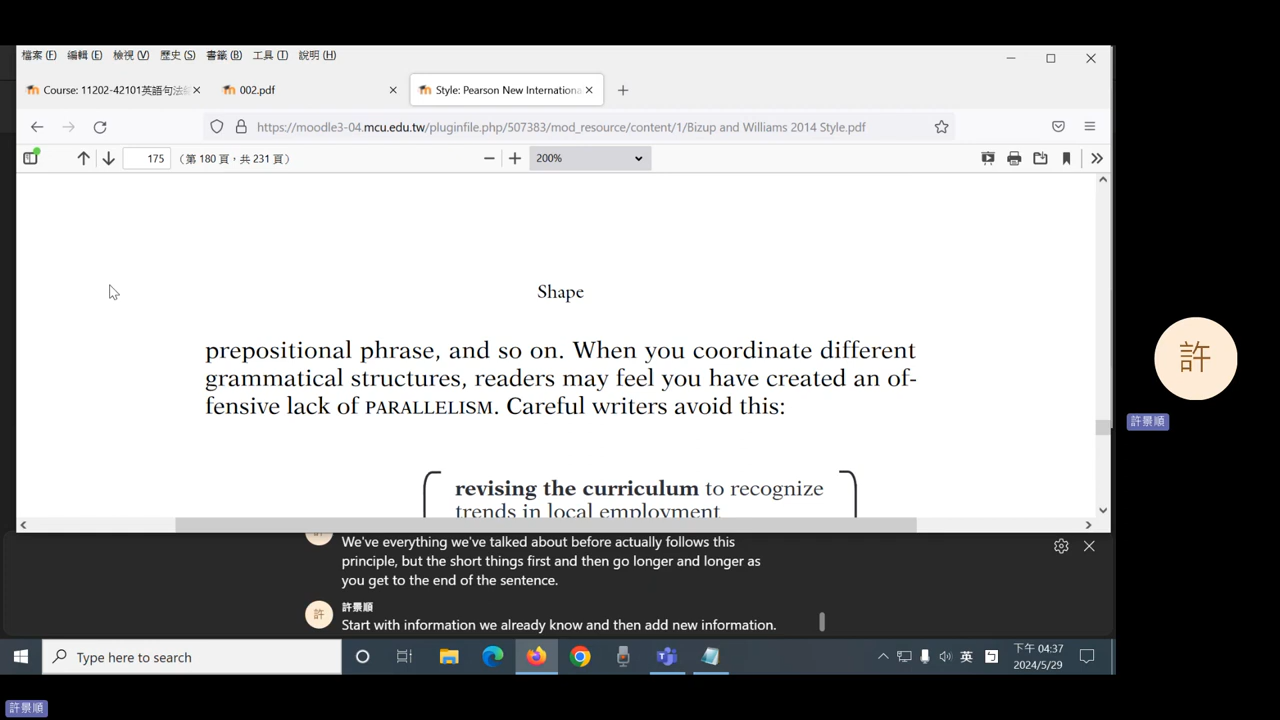 檔案 (F) 編輯 (E) 檢視 (V) 歷史 (S) 書籤 (B) 工具 (T) 說明 (H)
Course: 11202-42101英語句法結
002.pdf
Style: Pearson New Internationa
https://moodle3-04.mcu.edu.tw/pluginfile.php/507383/mod_resource/content/1/Bizup and Williams 2014 Style.pdf
175 (第 180 頁，共 231 頁) 200%
Shape
prepositional phrase, and so on. When you coordinate different
grammatical structures, readers may feel you have created an of-
fensive lack of PARALLELISM. Careful writers avoid this:
revising the curriculum to recognize
trends in local employment
許
許景順
許
We've everything we've talked about before actually follows this
principle, but the short things first and then go longer and longer as
you get to the end of the sentence.
許
許景順
Start with information we already know and then add new information.
Type here to search
英
下午 04:37
2024/5/29
許景順